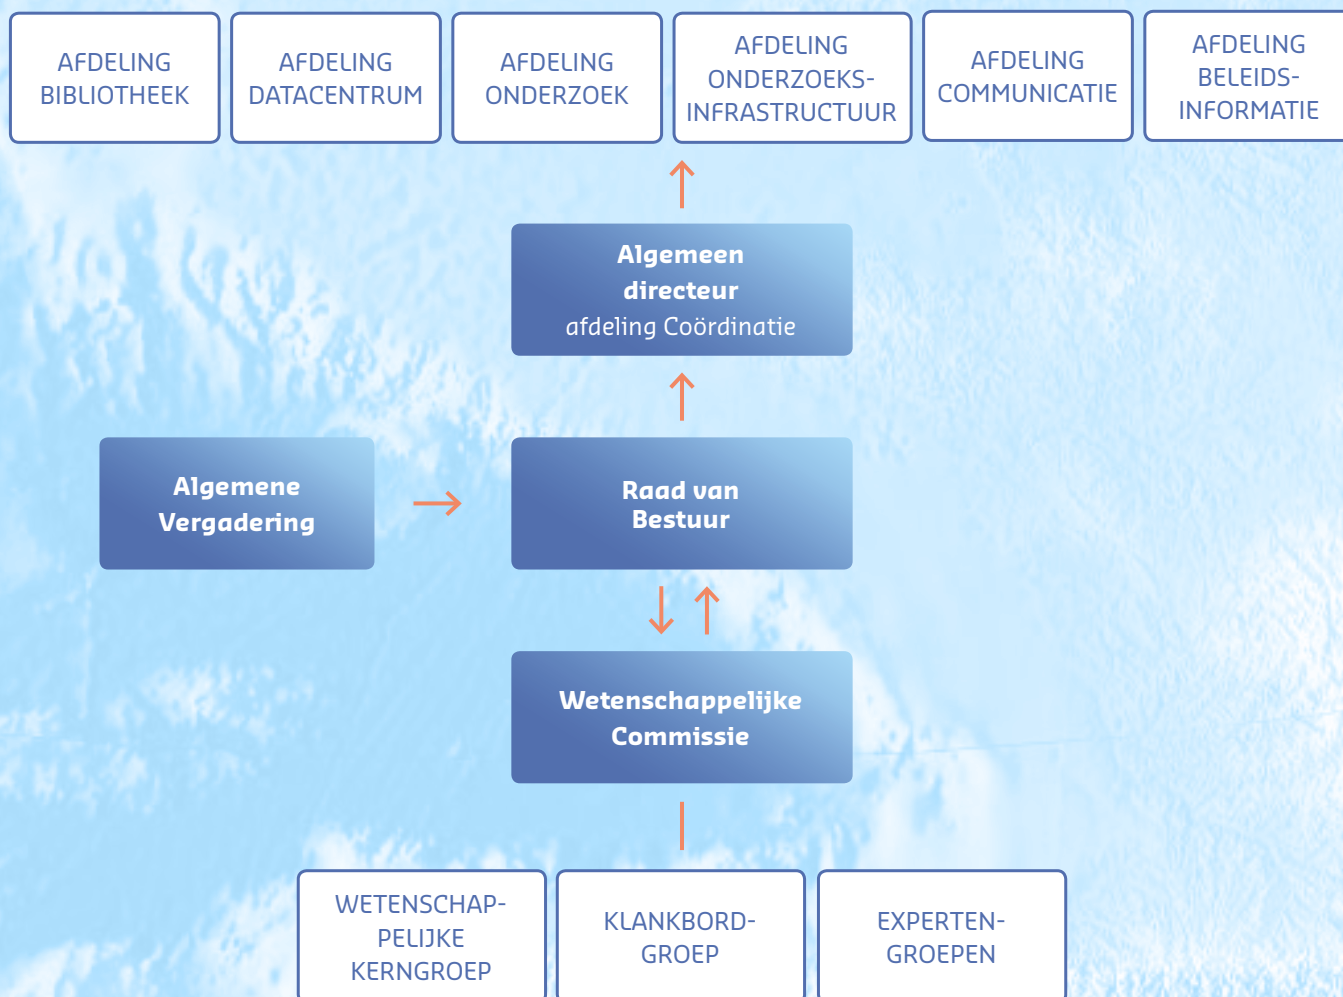 AFDELING
BIBLIOTHEEK
AFDELING
DATACENTRUM
AFDELING
ONDERZOEK
AFDELING
ONDERZOEKS-
INFRASTRUCTUUR
AFDELING
COMMUNICATIE
AFDELING
BELEIDS-
INFORMATIE
Algemeen
directeur
afdeling Coördinatie
Algemene
Vergadering
Raad van
Bestuur
Wetenschappelijke
Commissie
WETENSCHAP-
PELIJKE
KERNGROEP
KLANKBORD-
GROEP
EXPERTEN-
GROEPEN